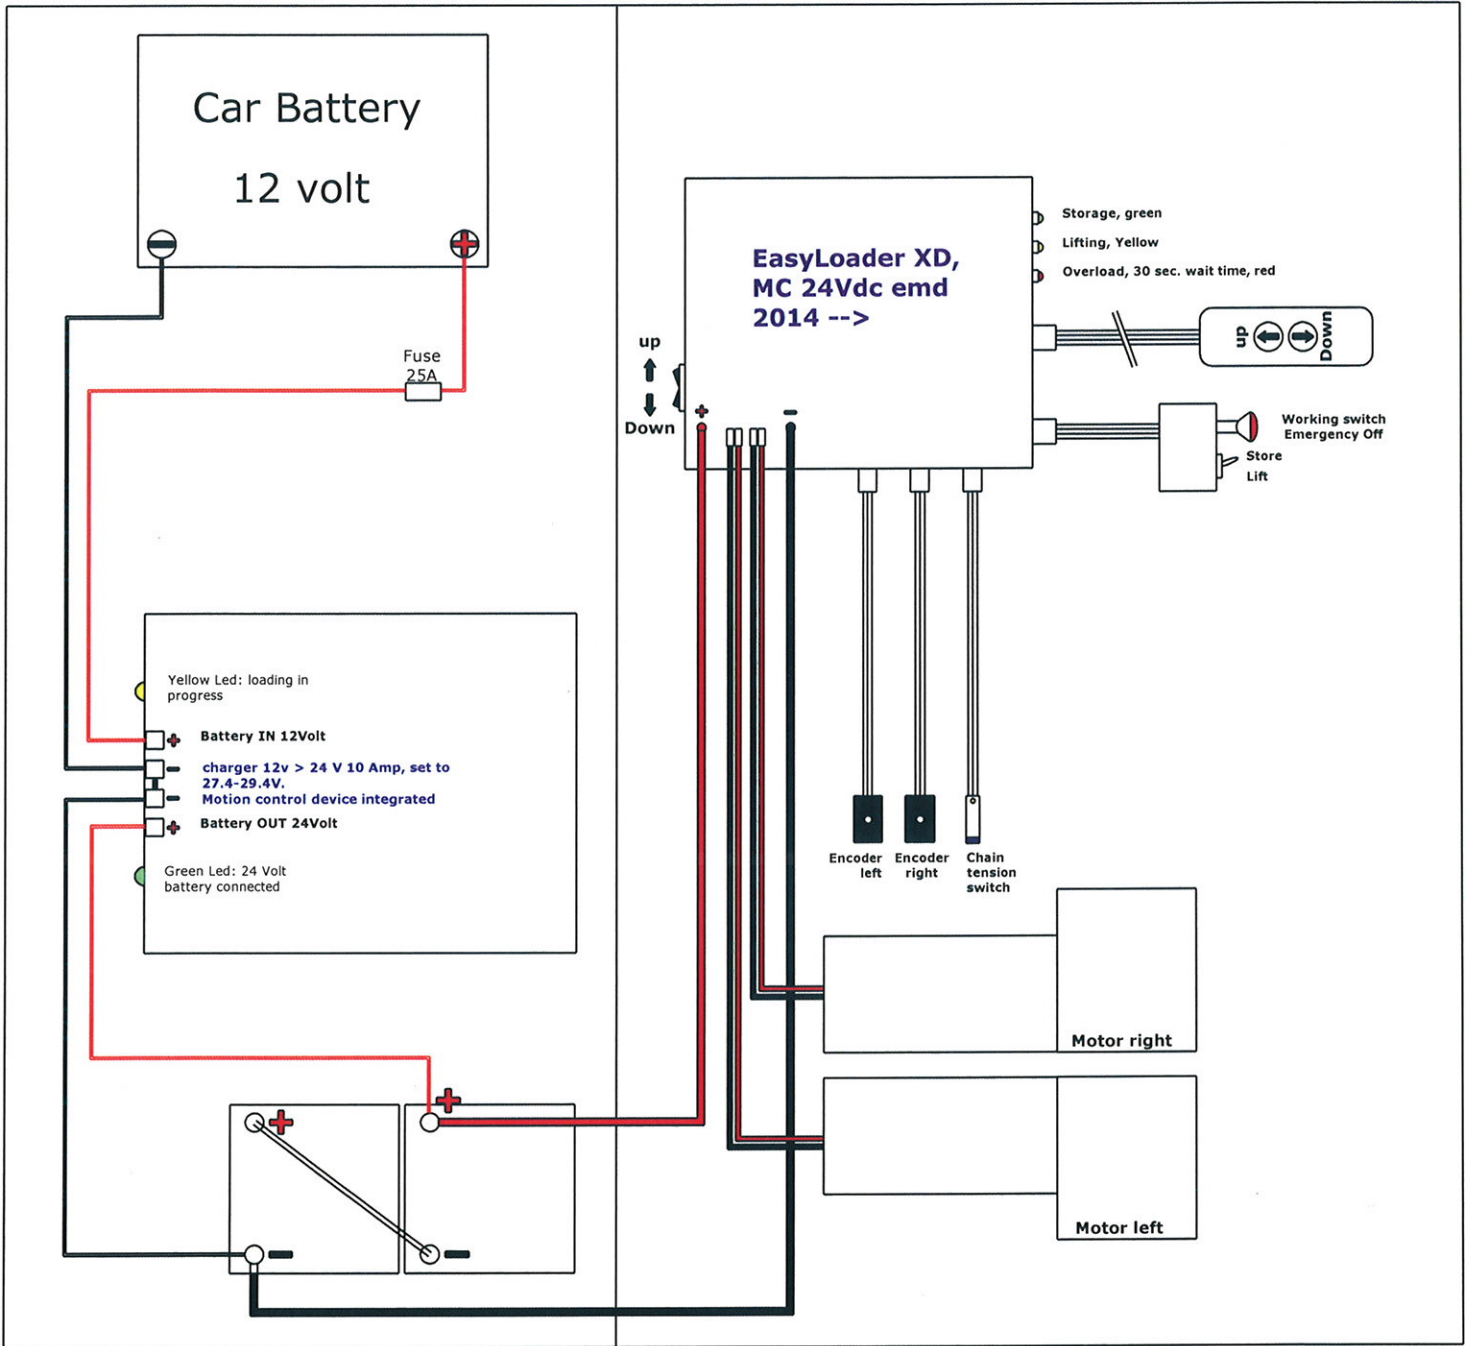 Car Battery
12 volt
Fuse
25A
Yellow Led: loading in
progress
Battery IN 12Volt
charger 12v > 24 V 10 Amp, set to
27.4-29.4V.
Motion control device integrated
Battery OUT 24Volt
Green Led: 24 Volt
battery connected
EasyLoader XD,
MC 24Vdc emd
2014 -->
up
Down
Storage, green
Lifting, Yellow
Overload, 30 sec. wait time, red
up
Down
Working switch
Emergency Off
Store
Lift
Encoder
left
Encoder
right
Chain
tension
switch
Motor right
Motor left